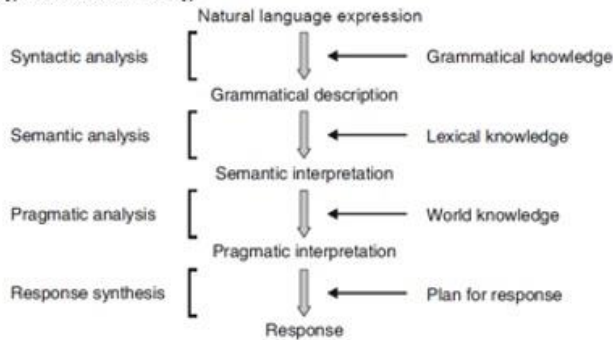 Natural language expression
Syntactic analysis Grammatical knowledge
Grammatical description
Semantic analysis Lexical knowledge
Semantic interpretation
Pragmatic analysis World knowledge
Pragmatic interpretation
Response synthesis Plan for response
Response